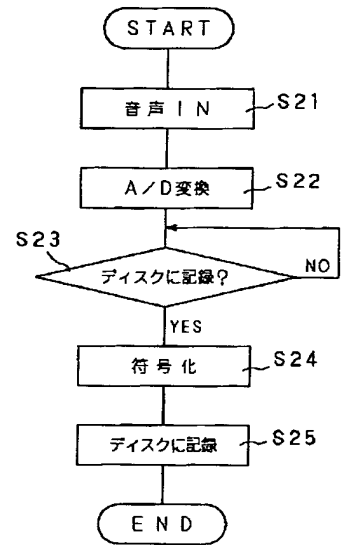 START
音声IN
S21
A/D変換
S22
S23
ディスクに記録?
NO
YES
符号化
S24
ディスクに記録
S25
END